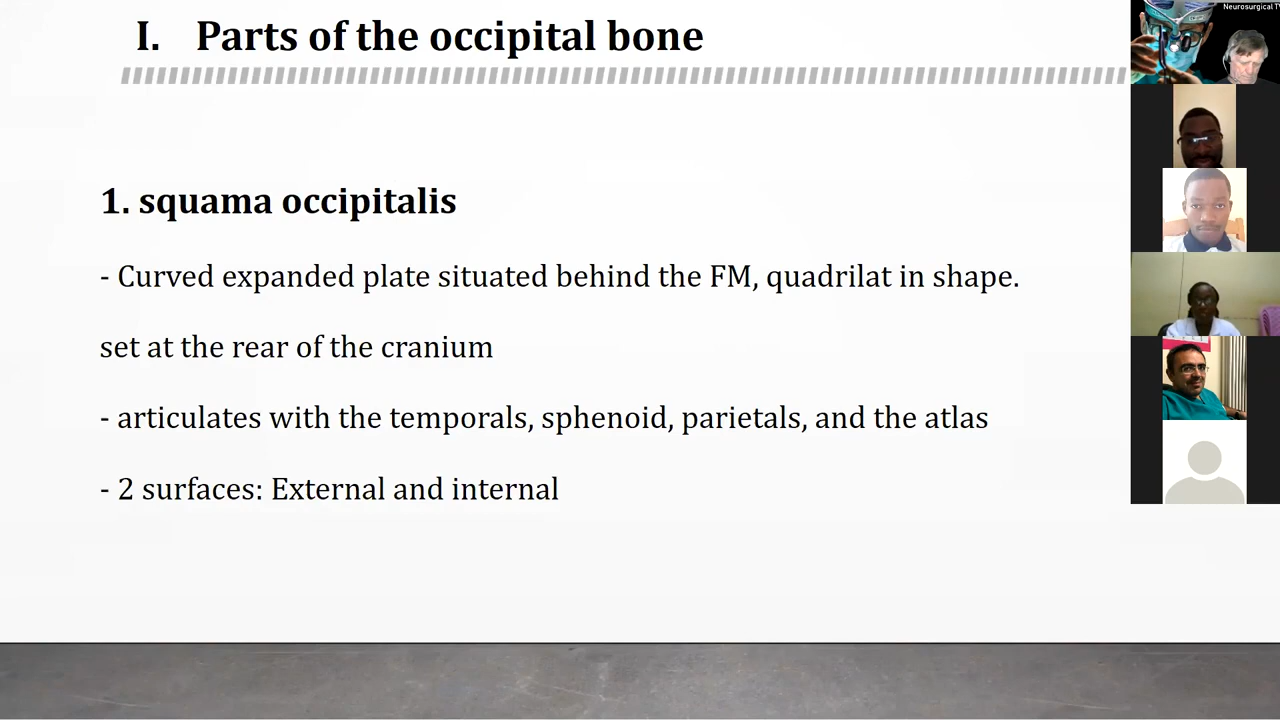 I. Parts of the occipital bone
Neurosurgical
1. squama occipitalis
- Curved expanded plate situated behind the FM, quadrilat in shape.
set at the rear of the cranium
- articulates with the temporals, sphenoid, parietals, and the atlas
- 2 surfaces: External and internal